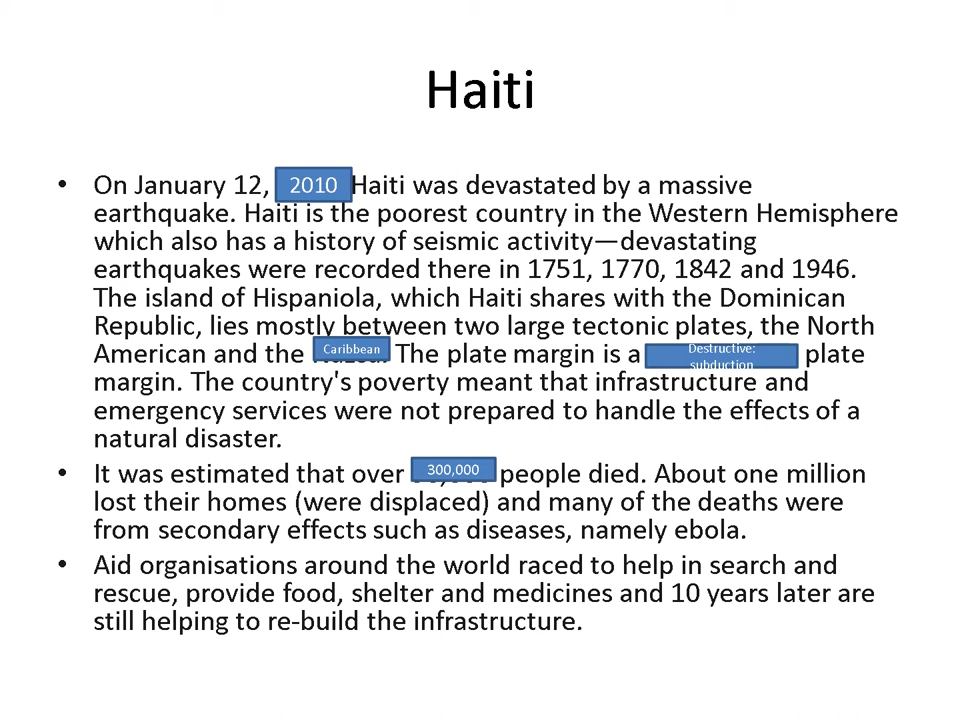 Haiti
• On January 12, 2010 Haiti was devastated by a massive
earthquake. Haiti is the poorest country in the Western Hemisphere
which also has a history of seismic activity—devastating
earthquakes were recorded there in 1751, 1770, 1842 and 1946.
The island of Hispaniola, which Haiti shares with the Dominican
Republic, lies mostly between two large tectonic plates, the North
American and the Caribbean The plate margin is a Destructive: subduction plate
margin. The country's poverty meant that infrastructure and
emergency services were not prepared to handle the effects of a
natural disaster.
• It was estimated that over 300,000 people died. About one million
lost their homes (were displaced) and many of the deaths were
from secondary effects such as diseases, namely ebola.
• Aid organisations around the world raced to help in search and
rescue, provide food, shelter and medicines and 10 years later are
still helping to re-build the infrastructure.